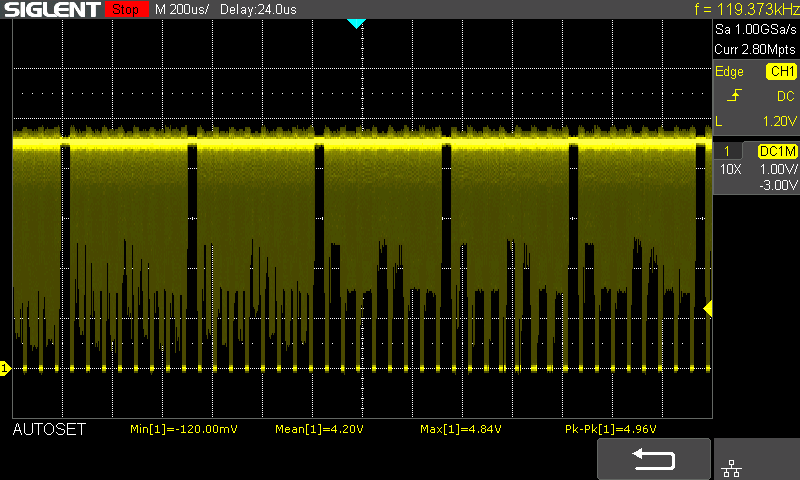 SIGLENT Stop M 200us/ Delay:24.0us f = 119.373kHz
Sa 1.00GSa/s
Curr 2.80Mpts
Edge CH1
DC
L 1.20V
1 DC1M
10X 1.00V/
-3.00V
1
AUTOSET Min[1]=-120.00mV Mean[1]=4.20V Max[1]=4.84V Pk-Pk[1]=4.96V